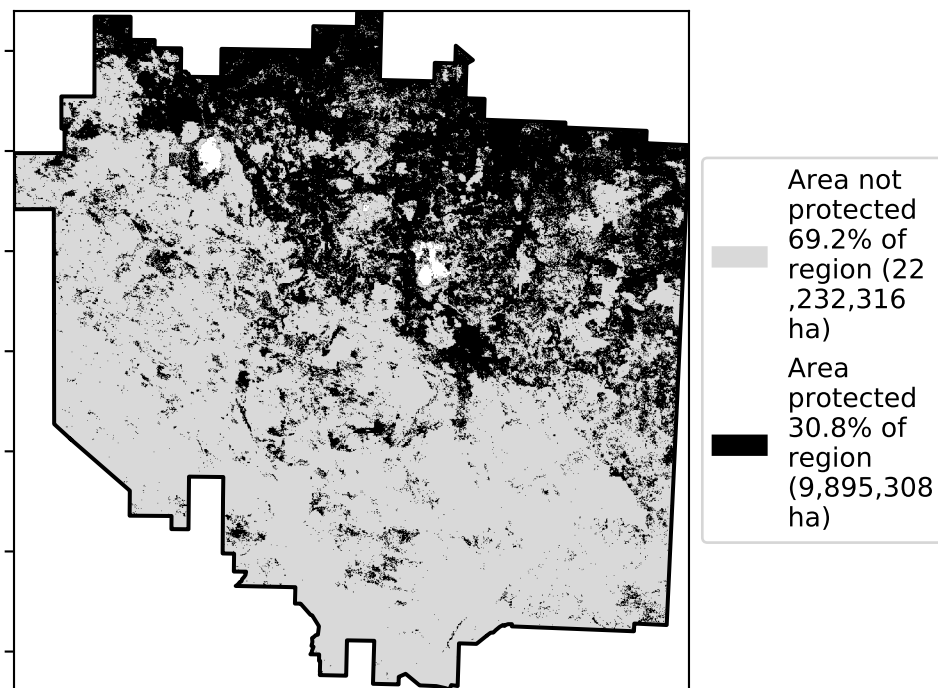 Area not
protected
69.2% of
region (22
,232,316
ha)
Area
protected
30.8% of
region
(9,895,308
ha)